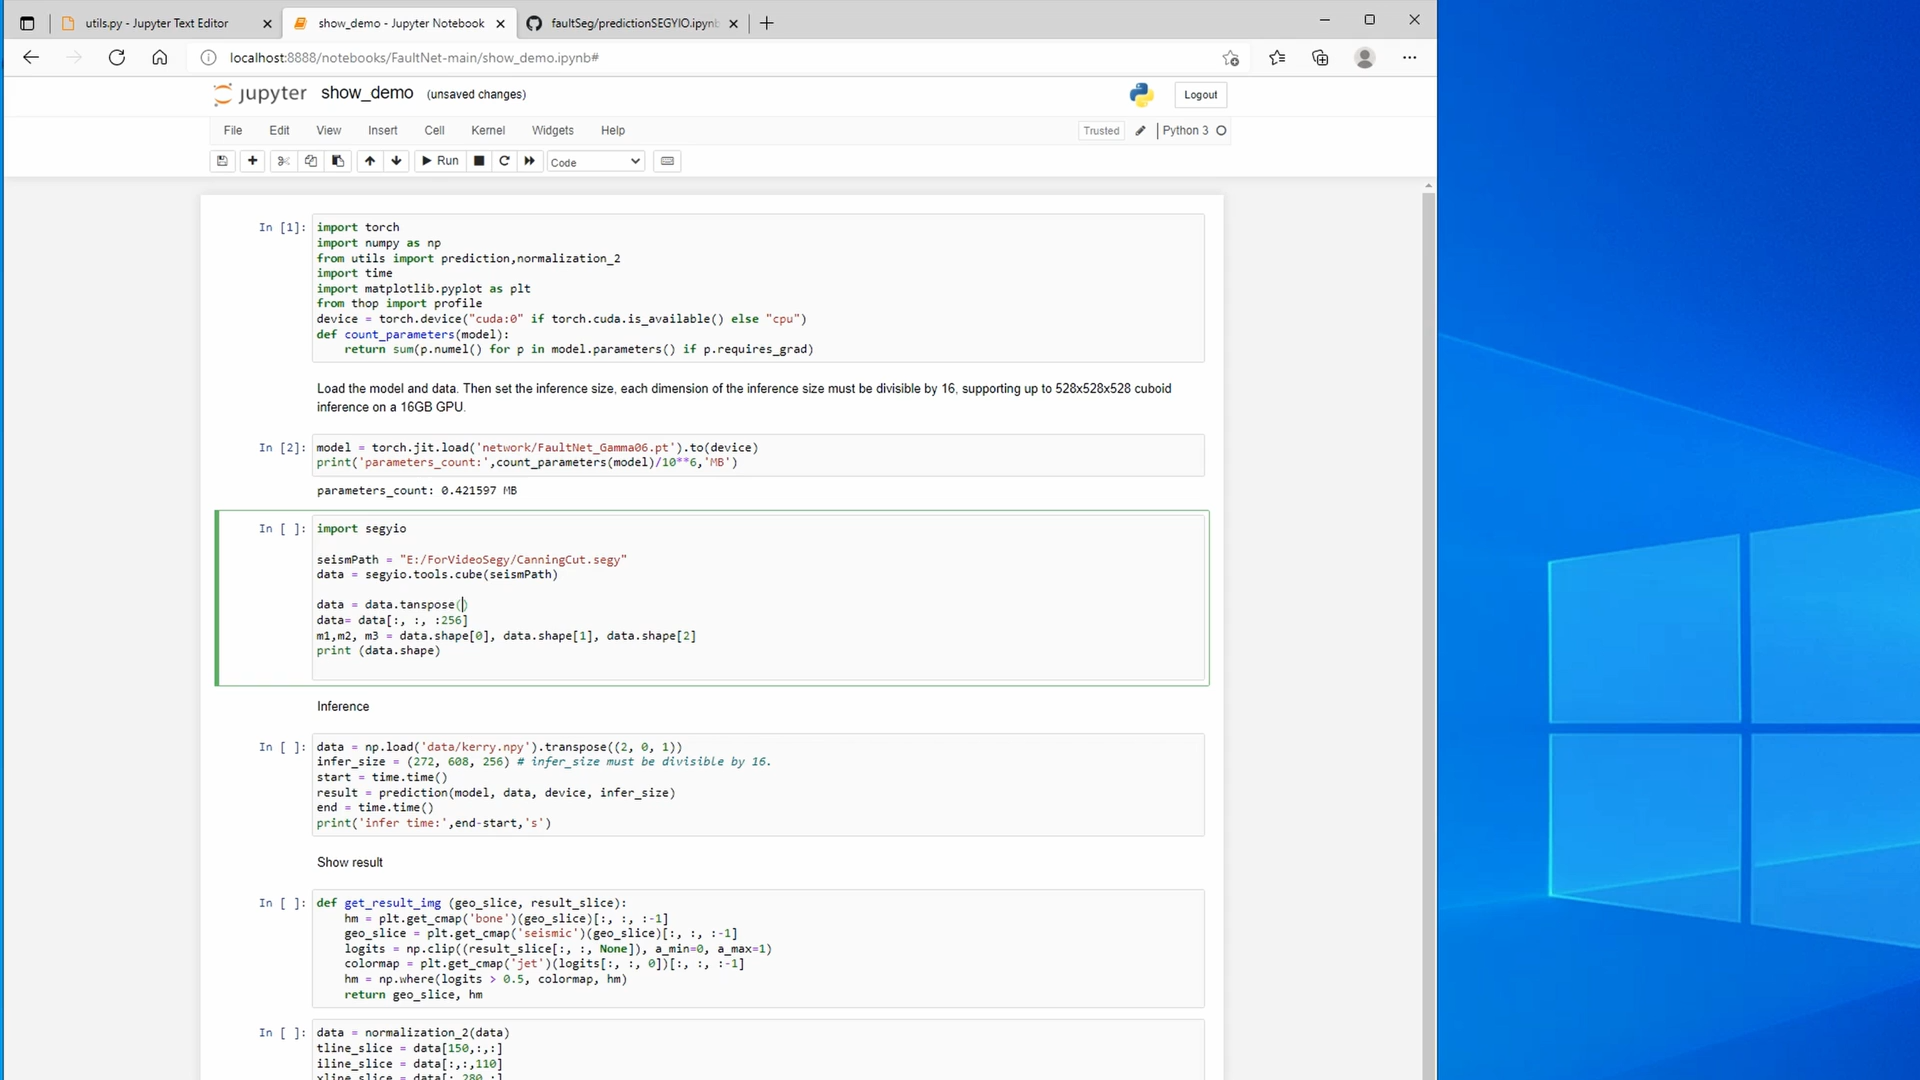 utils.py - Jupyter Text Editor
show_demo - Jupyter Notebook
faultSeg/predictionSEGYIO.ipynb
localhost:8888/notebooks/FaultNet-main/show_demo.ipynb#
jupyter show_demo (unsaved changes)
Logout
File Edit View Insert Cell Kernel Widgets Help
Trusted
Python 3
Run
Code
In [1]:
import torch
import numpy as np
from utils import prediction,normalization_2
import time
import matplotlib.pyplot as plt
from thop import profile
device = torch.device("cuda:0" if torch.cuda.is_available() else "cpu")
def count_parameters(model):
    return sum(p.numel() for p in model.parameters() if p.requires_grad)
Load the model and data. Then set the inference size, each dimension of the inference size must be divisible by 16, supporting up to 528x528x528 cuboid
inference on a 16GB GPU.
In [2]:
model = torch.jit.load('network/FaultNet_Gamma06.pt').to(device)
print('parameters_count:',count_parameters(model)/10**6,'MB')
parameters_count: 0.421597 MB
In [ ]:
import segyio
seismPath = "E:/ForVideoSegy/CanningCut.segy"
data = segyio.tools.cube(seismPath)
data = data.tanspose()
data= data[:, :, :256]
m1,m2, m3 = data.shape[0], data.shape[1], data.shape[2]
print (data.shape)
Inference
In [ ]:
data = np.load('data/kerry.npy').transpose((2, 0, 1))
infer_size = (272, 608, 256) # infer_size must be divisible by 16.
start = time.time()
result = prediction(model, data, device, infer_size)
end = time.time()
print('infer time:',end-start,'s')
Show result
In [ ]:
def get_result_img (geo_slice, result_slice):
    hm = plt.get_cmap('bone')(geo_slice)[:, :, :-1]
    geo_slice = plt.get_cmap('seismic')(geo_slice)[:, :, :-1]
    logits = np.clip((result_slice[:, :, None]), a_min=0, a_max=1)
    colormap = plt.get_cmap('jet')(logits[:, :, 0])[:, :, :-1]
    hm = np.where(logits > 0.5, colormap, hm)
    return geo_slice, hm
In [ ]:
data = normalization_2(data)
tline_slice = data[150,:,:]
iline_slice = data[:,:,110]
xline_slice = data[:,280,:]